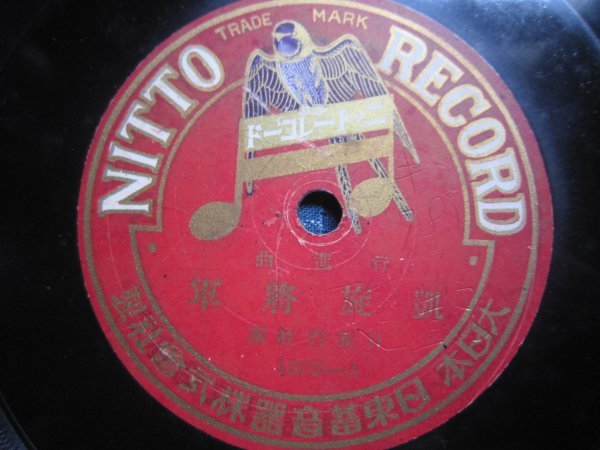 TRADE MARK
NITTO RECORD
ニットーレコード
行進曲
凱旋將軍
大日本 日東蓄音器株式會社製